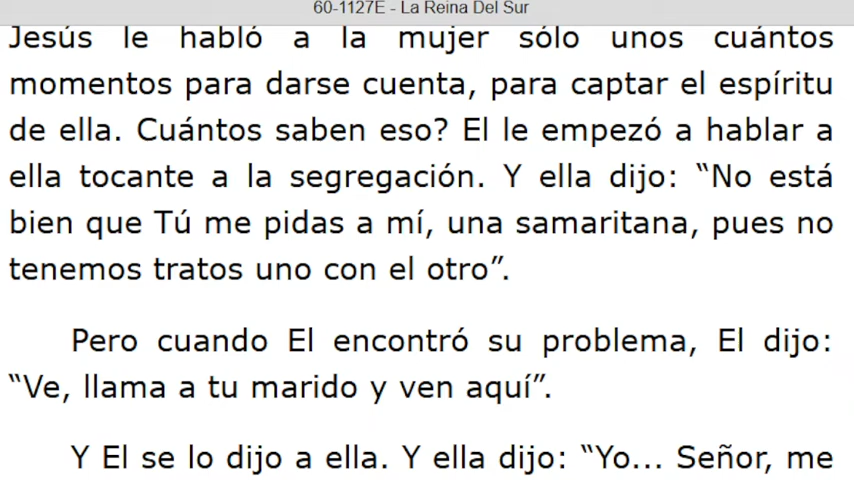 60-1127E - La Reina Del Sur
Jesús le habló a la mujer sólo unos cuántos
momentos para darse cuenta, para captar el espíritu
de ella. Cuántos saben eso? El le empezó a hablar a
ella tocante a la segregación. Y ella dijo: “No está
bien que Tú me pidas a mí, una samaritana, pues no
tenemos tratos uno con el otro”.
Pero cuando El encontró su problema, El dijo:
“Ve, llama a tu marido y ven aquí”.
Y El se lo dijo a ella. Y ella dijo: “Yo... Señor, me